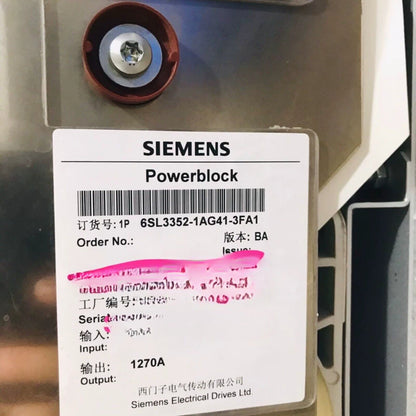 SIEMENS
Powerblock
订货号: 1P 6SL3352-1AG41-3FA1
Order No.: 版本: BA
Issue:
工厂编号:
Serial
输入:
Input:
输出: 1270A
Output:
西门子电气传动有限公司
Siemens Electrical Drives Ltd.